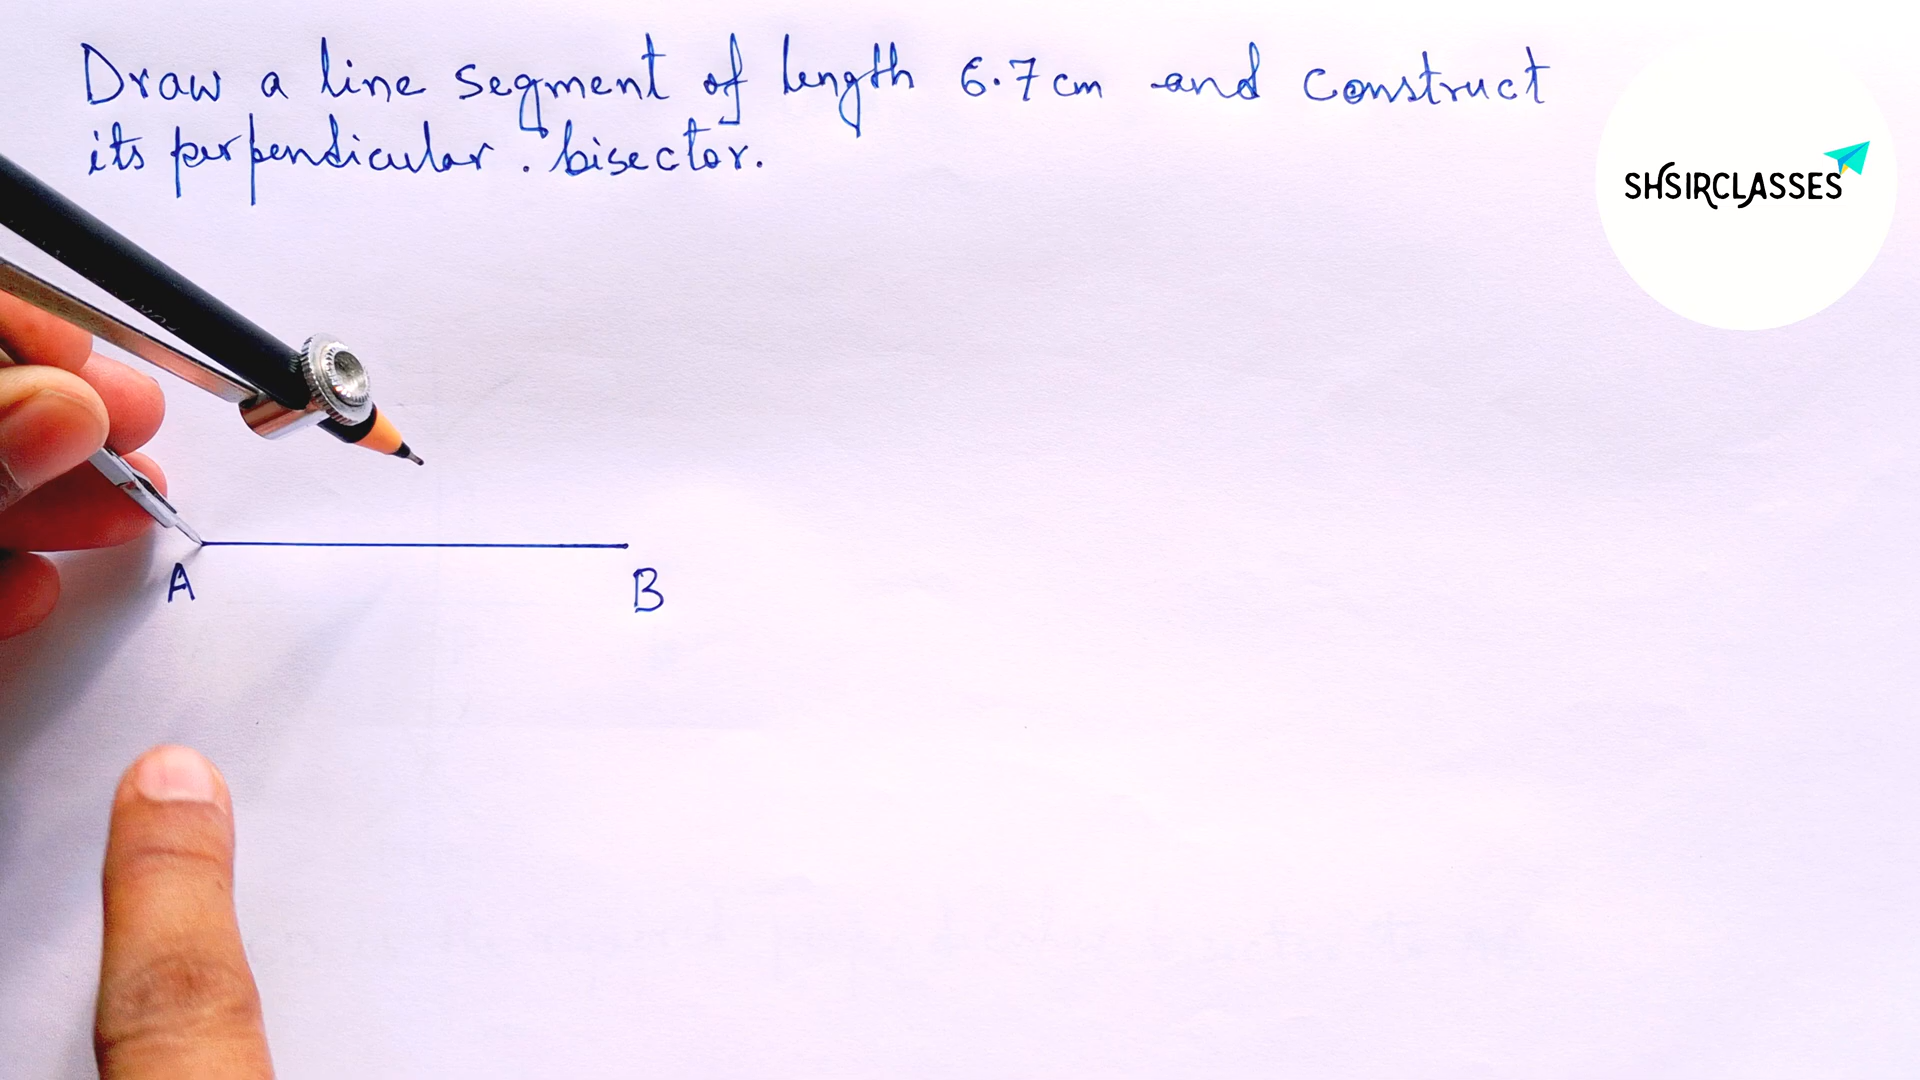 Draw a line segment of length 6.7 cm and construct
its perpendicular . bisector.
SHSIRCLASSES
A
B